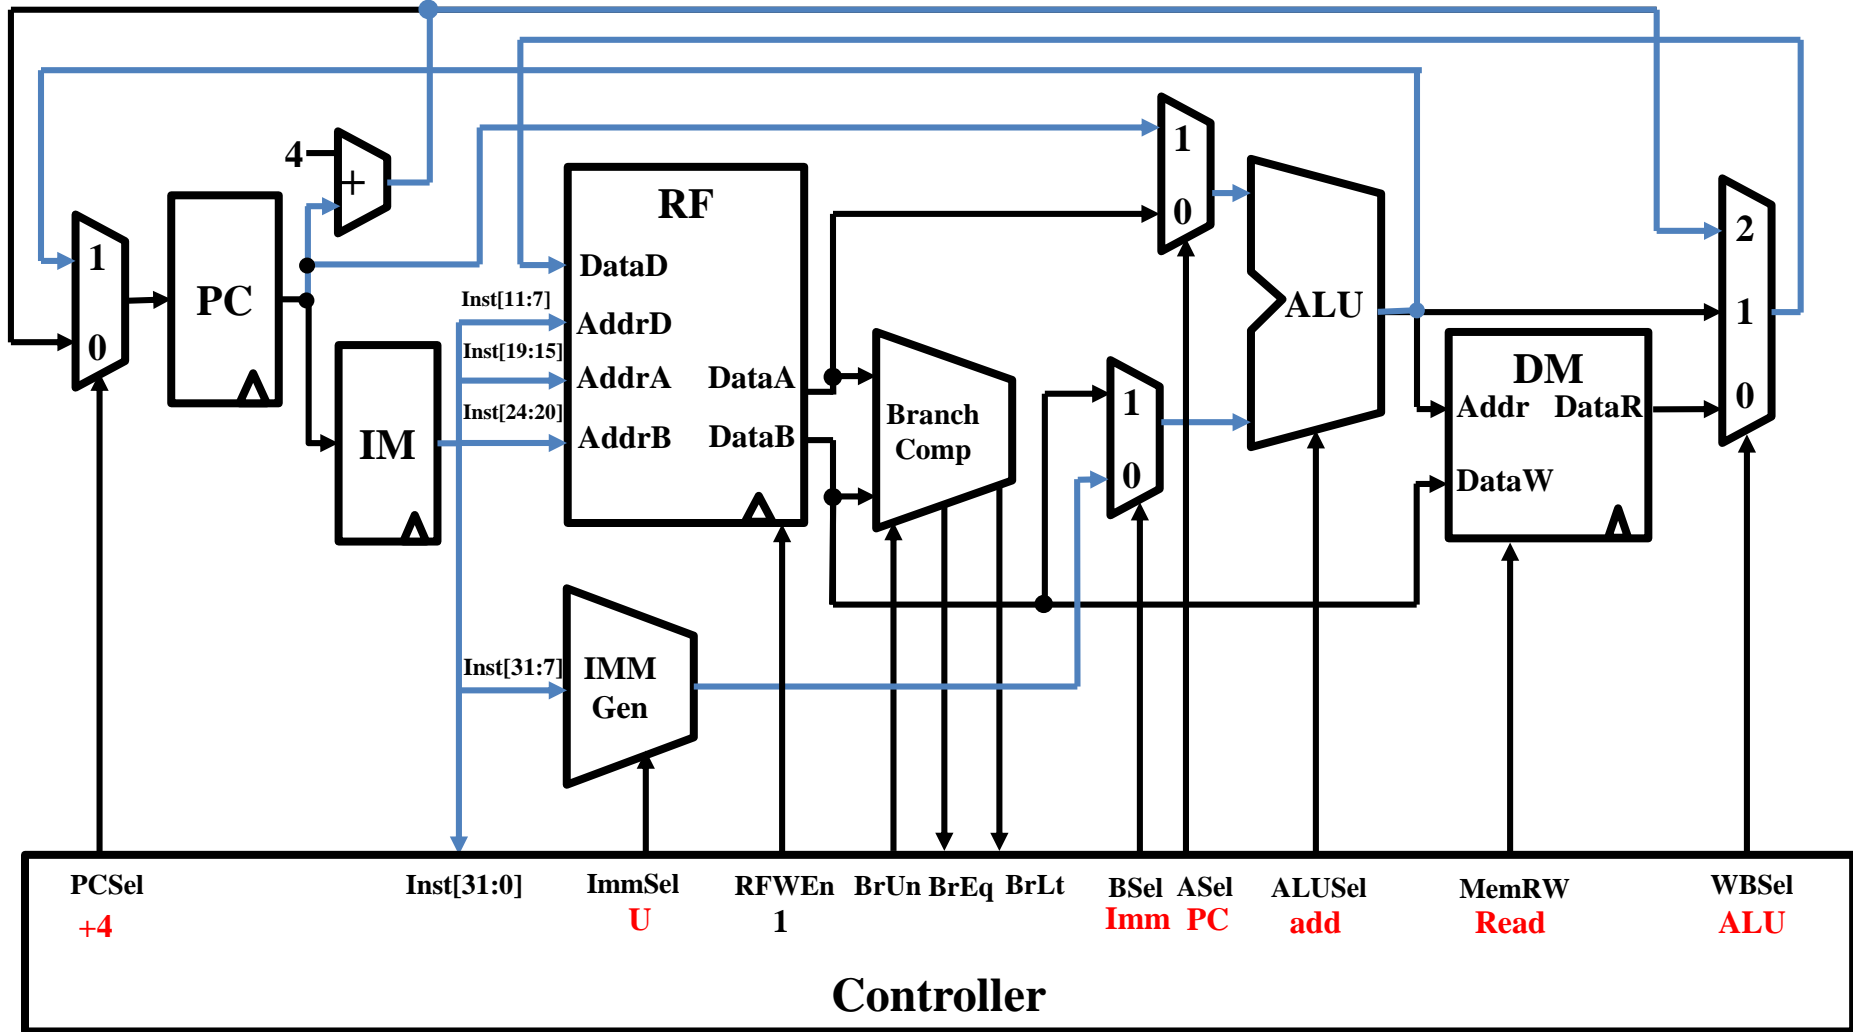 4
+
1
0
PC
IM
Inst[11:7]
Inst[19:15]
Inst[24:20]
Inst[31:7]
RF
DataD
AddrD
AddrA
DataA
AddrB
DataB
IMM
Gen
Branch
Comp
1
0
1
0
ALU
DM
Addr
DataR
DataW
2
1
0
PCSel
Inst[31:0]
ImmSel
RFWEn
BrUn
BrEq
BrLt
BSel
ASel
ALUSel
MemRW
WBSel
+4
U
1
Imm
PC
add
Read
ALU
Controller